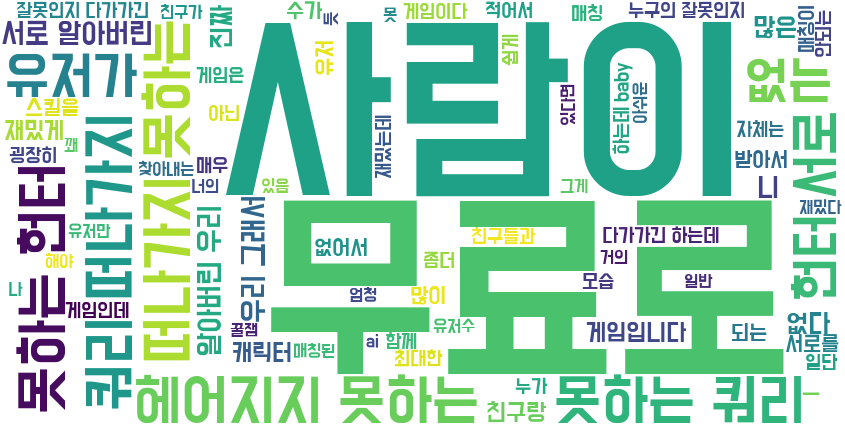 잘못인지 다가가긴
친구가
서로 알아버린
진짜
수가
듯
못
게임이다
적어서
매칭
누구의 잘못인지
많은
매칭이
안되는
유저가
못하는
게임은
유저
사람이
쉽게
있다면
하는데 baby
아쉬운
없는
스킬을
재밌게
꽤
굉장히
아닌
찾아내는
매우
너의
있음
재밌는데
그게
자체는
받아서
니
서로
재밌다
못하는 헌터
퀴리
떠나가지
떠나가지
유저만
해야
나
게임인데
알아버린 우리
우리 그래서
꿀잼
캐릭터
무료로
없어서
엄청
매칭된
ai
함께
최대한
많이
좀더
유저수
친구들과
다가가긴 하는데
거의
모습
일반
게임입니다
되는
헌터
없다
서로를
일단
헤어지지 못하는
누가
친구랑
못하는 쿼리